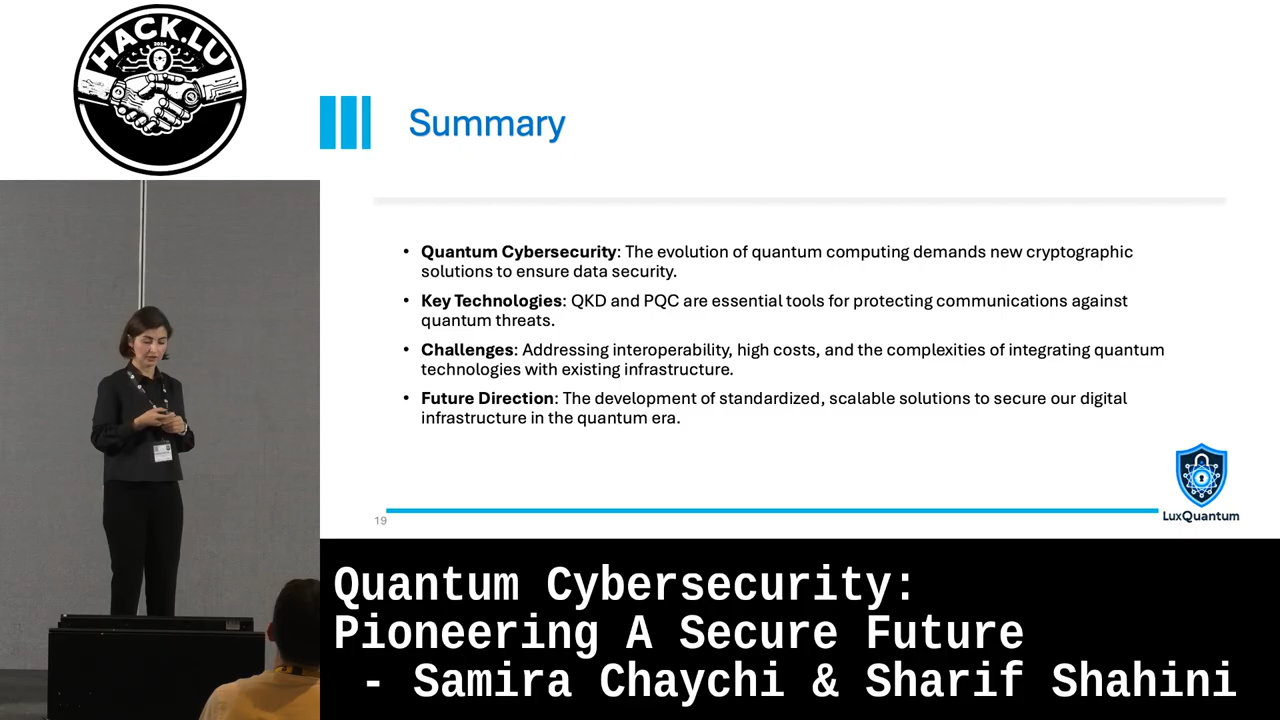 HACK.LU
2024
Summary
• Quantum Cybersecurity: The evolution of quantum computing demands new cryptographic
solutions to ensure data security.
• Key Technologies: QKD and PQC are essential tools for protecting communications against
quantum threats.
• Challenges: Addressing interoperability, high costs, and the complexities of integrating quantum
technologies with existing infrastructure.
• Future Direction: The development of standardized, scalable solutions to secure our digital
infrastructure in the quantum era.
19
LuxQuantum
Quantum Cybersecurity:
Pioneering A Secure Future
- Samira Chaychi & Sharif Shahini